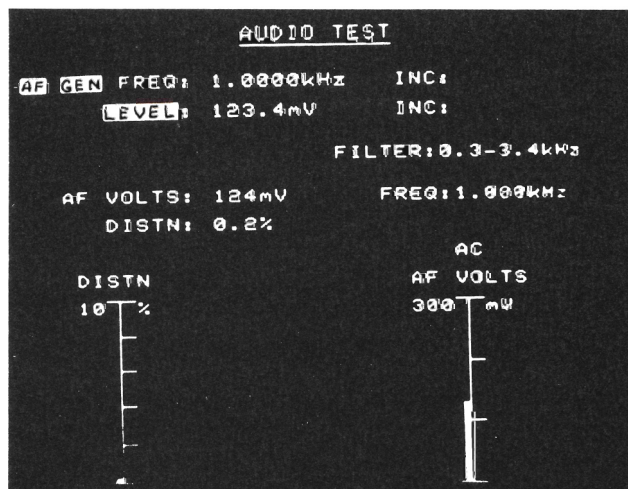 AUDIO TEST
AF GEN FREQ: 1.0000kHz INC:
LEVEL: 123.4mV INC:
FILTER:0.3-3.4kHz
AF VOLTS: 124mV FREQ:1.000kHz
DISTN: 0.2%
AC
DISTN AF VOLTS
10 % 300 mV